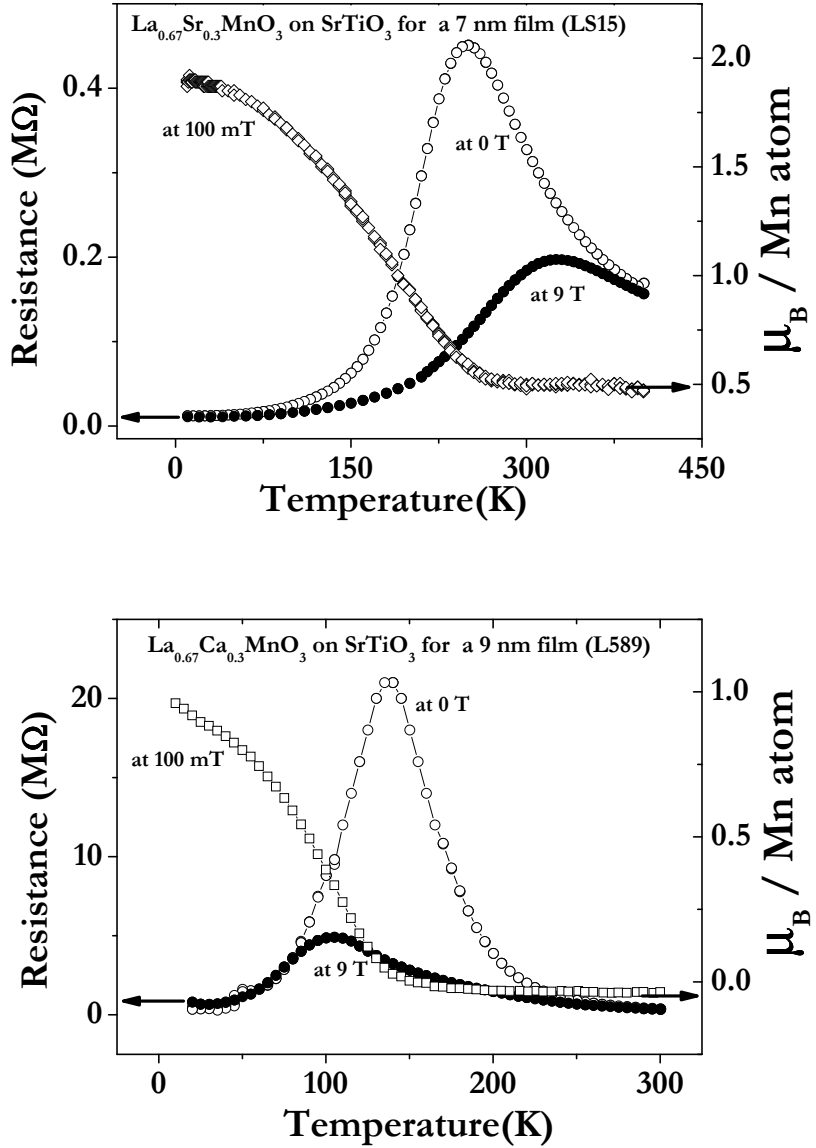 La0.67Sr0.3MnO3 on SrTiO3 for a 7 nm film (LS15)
Resistance (MΩ)
0.4
0.2
0.0
at 100 mT
at 0 T
at 9 T
2.0
1.5
1.0
0.5
μB / Mn atom
0 150 300 450
Temperature(K)
La0.67Ca0.3MnO3 on SrTiO3 for a 9 nm film (L589)
Resistance (MΩ)
20
10
0
at 100 mT
at 0 T
at 9 T
1.0
0.5
0.0
μB / Mn atom
0 100 200 300
Temperature(K)